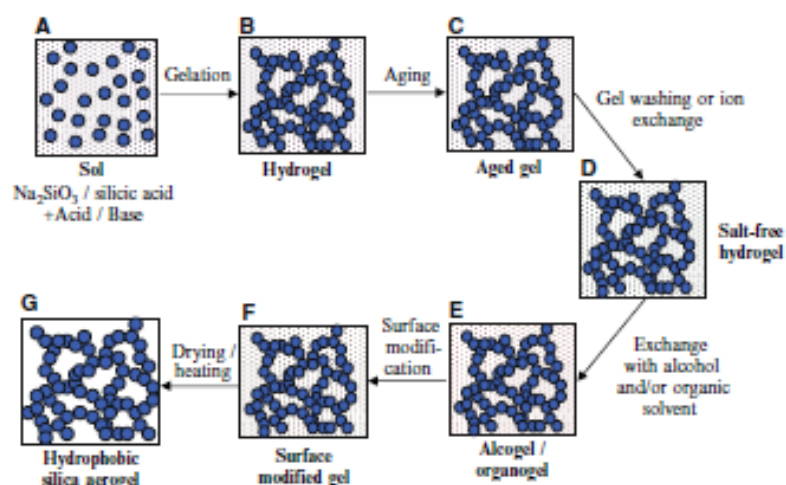 A
B
C
Gelation
Aging
Gel washing or ion
exchange
Sol
Na₂SiO₃ / silicic acid
+Acid / Base
Hydrogel
Aged gel
D
Salt-free
hydrogel
G
F
E
Drying /
heating
Surface
modifi-
cation
Exchange
with alcohol
and/or organic
solvent
Hydrophobic
silica aerogel
Surface
modified gel
Alcogel /
organogel